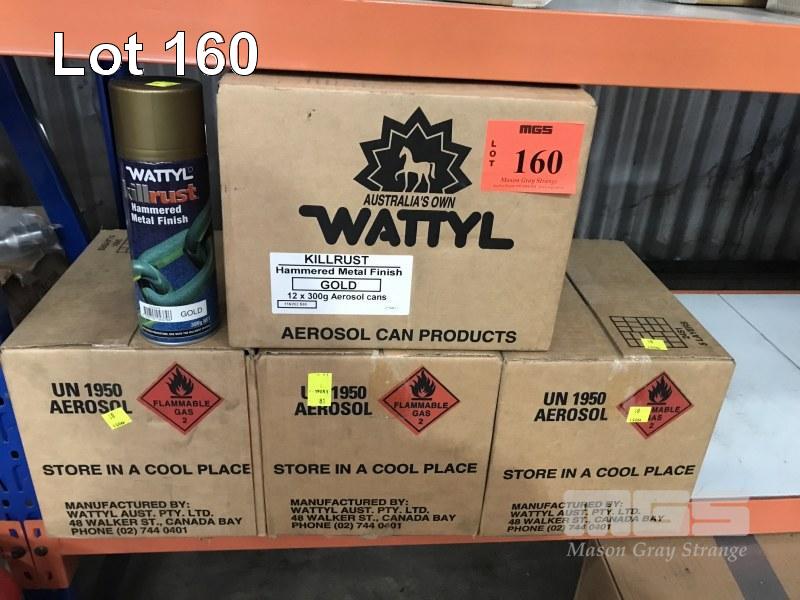 Lot 160
WATTYL
killrust
Hammered
Metal Finish
GOLD
300g NET
MGS
LOT
160
Mason Gray Strange
AUSTRALIA'S OWN
WATTYL
KILLRUST
Hammered Metal Finish
GOLD
12 x 300g Aerosol cans
AEROSOL CAN PRODUCTS
UN 1950
AEROSOL
FLAMMABLE
GAS
2
STORE IN A COOL PLACE
MANUFACTURED BY:
WATTYL AUST. PTY. LTD.
48 WALKER ST., CANADA BAY
PHONE (02) 744 0401
UN 1950
AEROSOL
FLAMMABLE
GAS
2
STORE IN A COOL PLACE
MANUFACTURED BY:
WATTYL AUST. PTY. LTD.
48 WALKER ST., CANADA BAY
PHONE (02) 744 0401
UN 1950
AEROSOL
FLAMMABLE
GAS
2
STORE IN A COOL PLACE
MANUFACTURED BY:
WATTYL AUST. PTY. LTD.
48 WALKER ST., CANADA BAY
PHONE (02) 744 0401
MGS
Mason Gray Strange